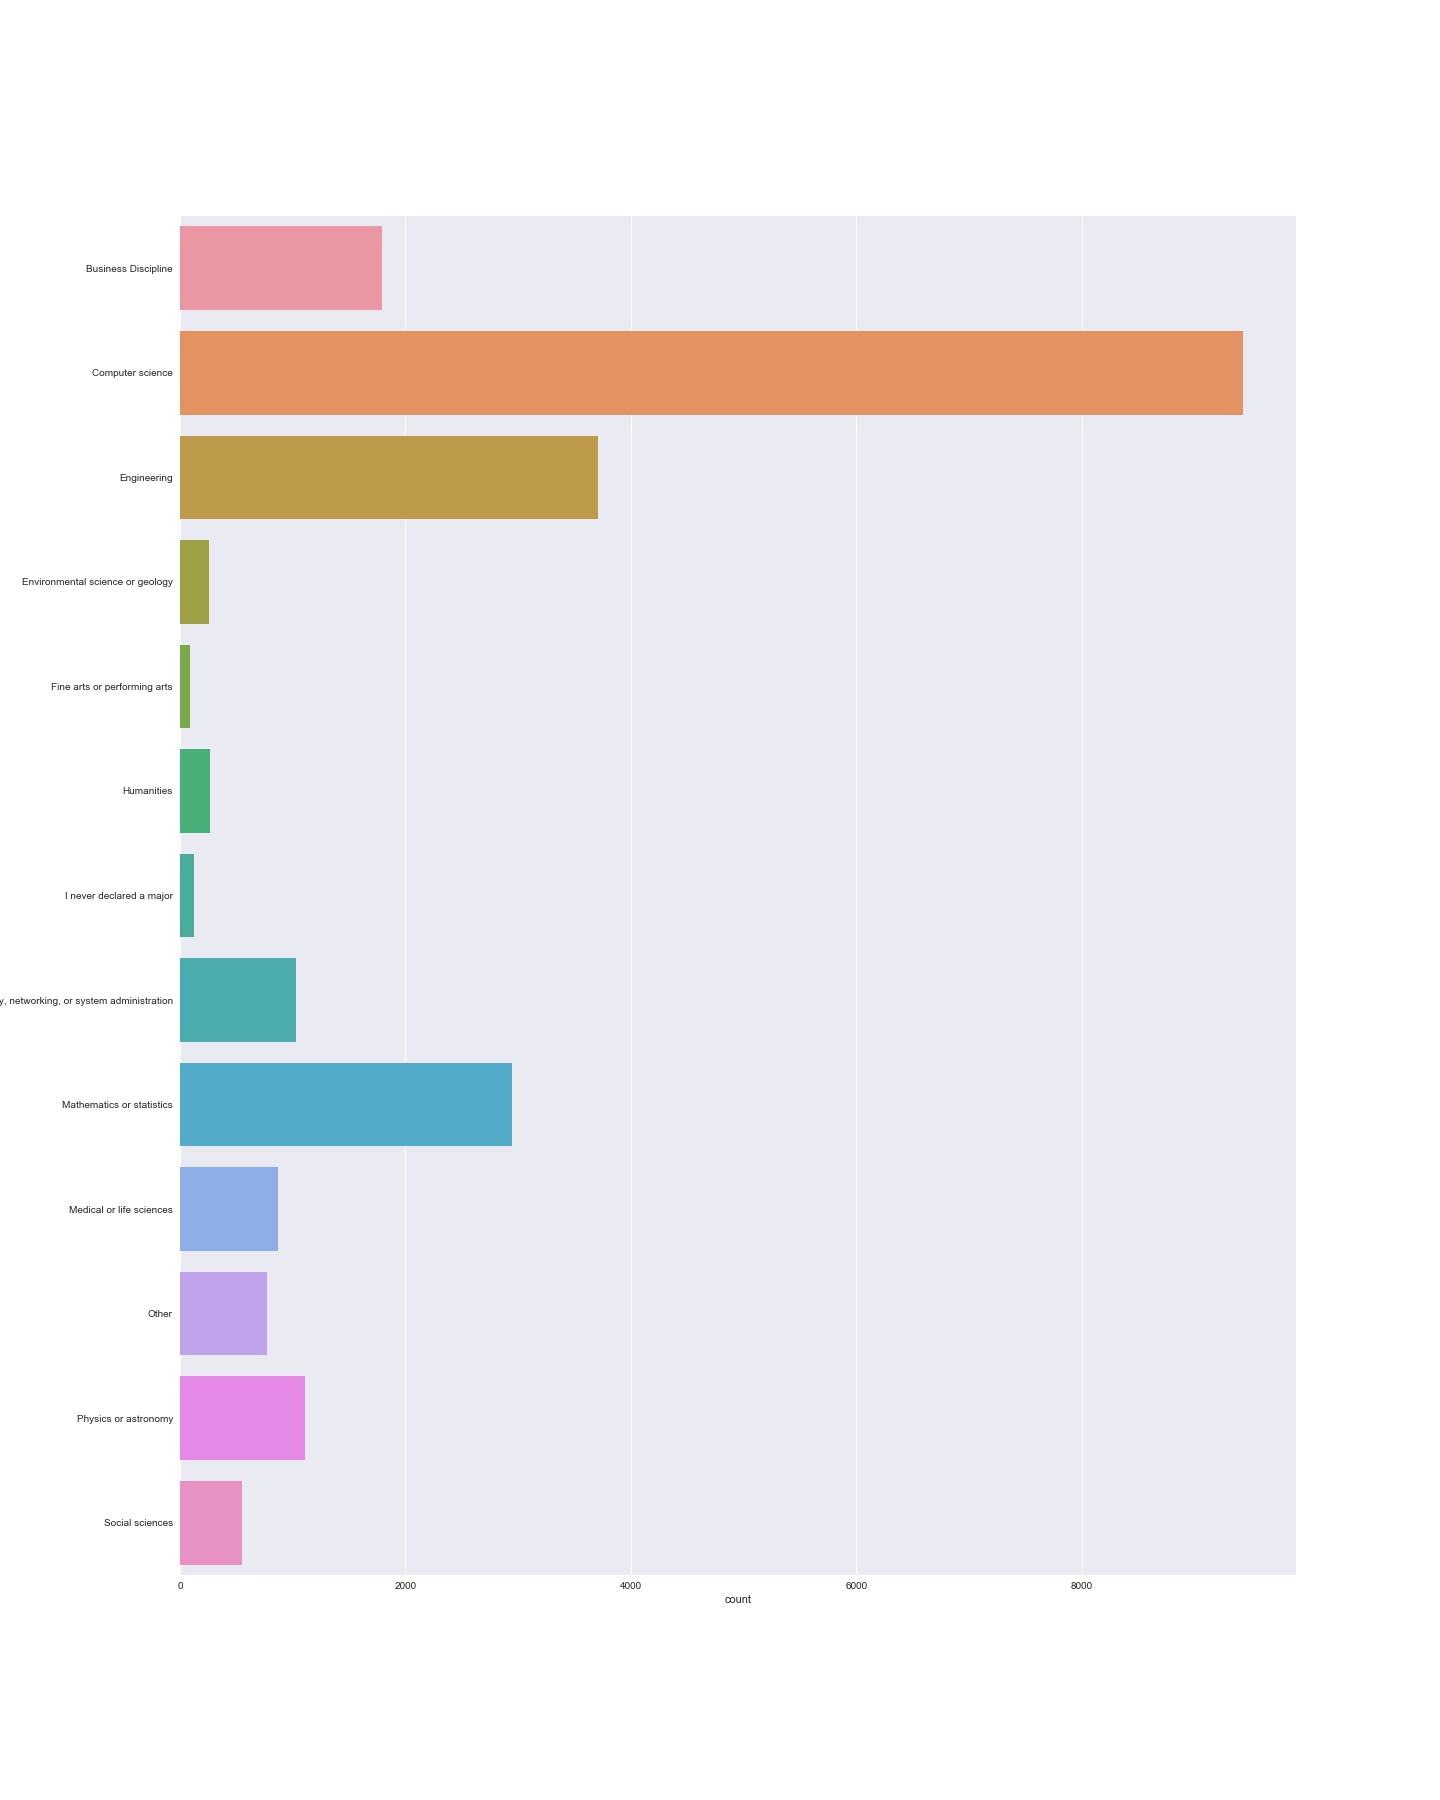 Business Discipline
Computer science
Engineering
Environmental science or geology
Fine arts or performing arts
Humanities
I never declared a major
networking, or system administration
Mathematics or statistics
Medical or life sciences
Other
Physics or astronomy
Social sciences
0 2000 4000 6000 8000
count